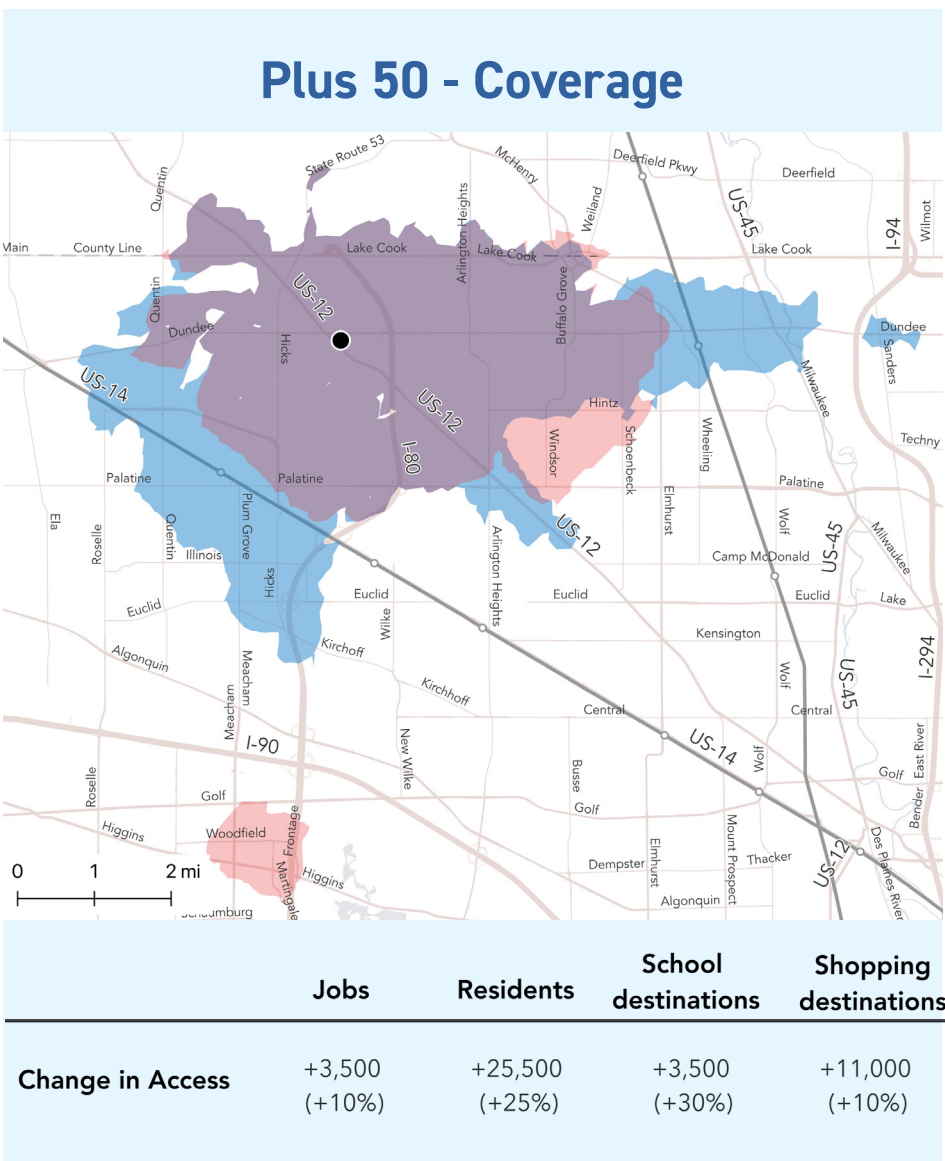 Plus 50 - Coverage
State Route 53
McHenry
Deerfield Pkwy
Deerfield
Quentin
Arlington Heights
Weiland
US-45
I-94
Wilmot
Main
County Line
Lake Cook
Lake Cook
Lake Cook
Quentin
US-12
Buffalo Grove
Dundee
Hicks
Dundee
Sanders
US-14
US-12
Milwaukee
Hintz
Windsor
Schoenbeck
Wheeling
Techny
I-80
Palatine
Palatine
Palatine
Elmhurst
Ela
Roselle
Quentin
Plum Grove
Illinois
Hicks
US-12
Arlington Heights
Wolf
US-45
Milwaukee
Camp McDonald
Euclid
Euclid
Wilke
Euclid
Euclid
Lake
Kensington
Kirchoff
Algonquin
Meacham
Meacham
Kirchhoff
Wolf
US-45
I-294
Central
Central
I-90
New Wilke
US-14
Wolf
East River
Roselle
Busse
Golf
Golf
Golf
Bender
Higgins
Woodfield
Frontage
Martingale
Higgins
Dempster
Elmhurst
Mount Prospect
Thacker
US-12
Des Plaines River
Algonquin
0 1 2 mi
Schaumburg
Jobs Residents School destinations Shopping destinations
Change in Access +3,500 +25,500 +3,500 +11,000
(+10%) (+25%) (+30%) (+10%)